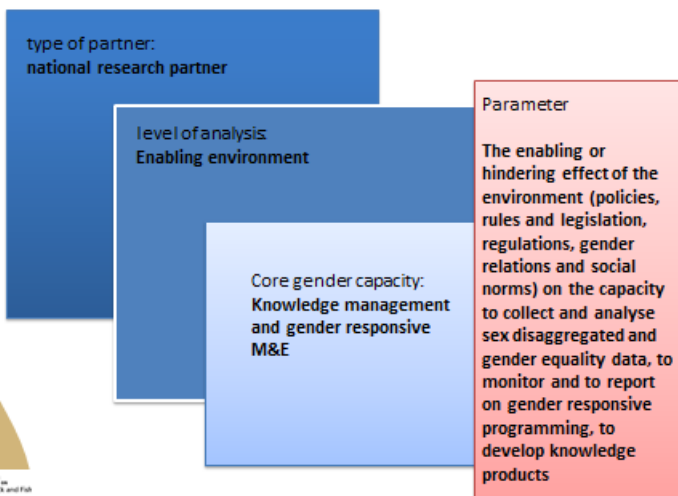 type of partner:
national research partner
level of analysis:
Enabling environment
Core gender capacity:
Knowledge management
and gender responsive
M&E
Parameter
The enabling or
hindering effect of the
environment (policies,
rules and legislation,
regulations, gender
relations and social
norms) on the capacity
to collect and analyse
sex disaggregated and
gender equality data, to
monitor and to report
on gender responsive
programming, to
develop knowledge
products
k and Fish